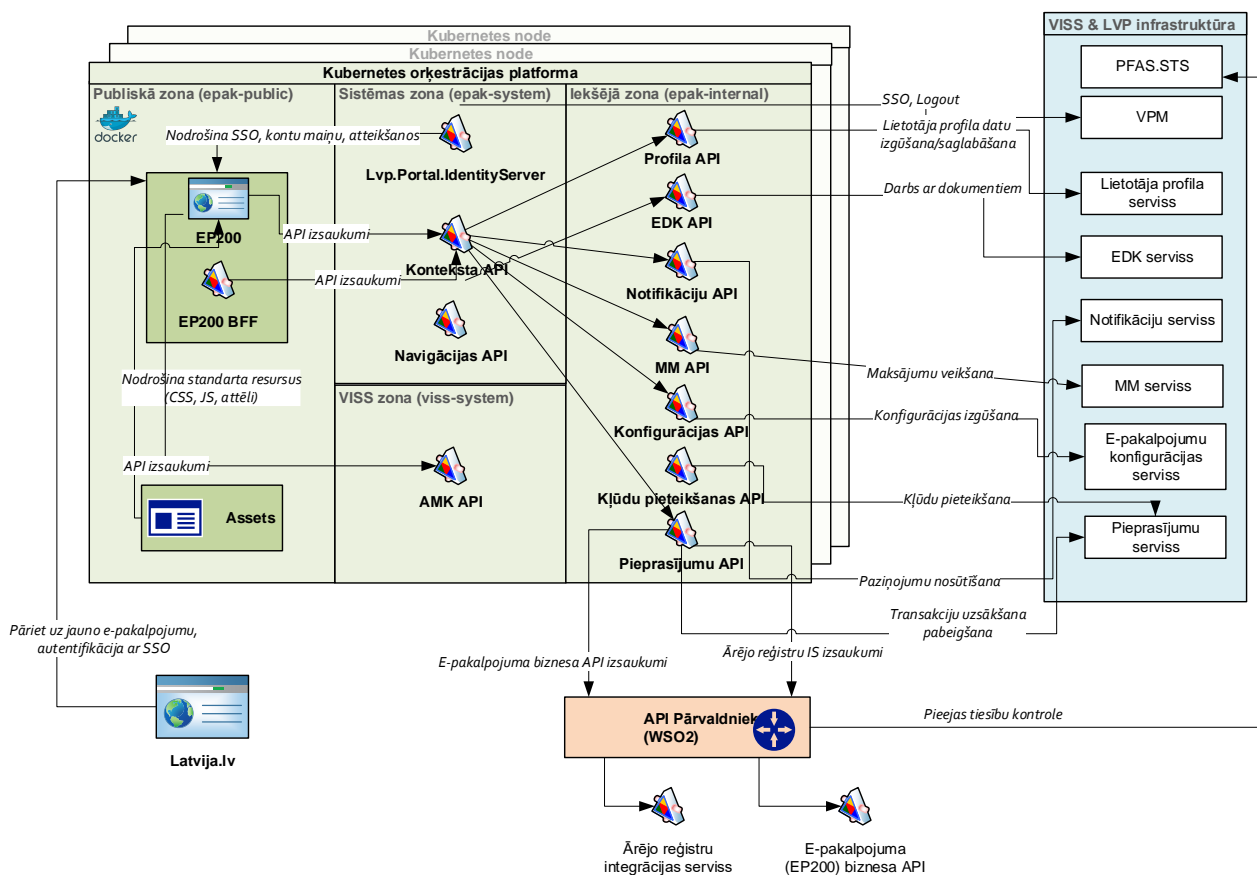 Kubernetes node
Kubernetes node
Kubernetes orķestrācijas platforma
Publiskā zona (epak-public)
docker
Nodrošina SSO, kontu maiņu, atteikšanos
EP200
EP200 BFF
Nodrošina standarta resursus
(CSS, JS, attēli)
API izsaukumi
Assets
Sistēmas zona (epak-system)
Lvp.Portal.IdentityServer
API izsaukumi
Konteksta API
API izsaukumi
Navigācijas API
VISS zona (viss-system)
AMK API
Iekšējā zona (epak-internal)
Profila API
EDK API
Notifikāciju API
MM API
Konfigurācijas API
Kļūdu pieteikšanas API
Pieprasījumu API
SSO, Logout
Lietotāja profila datu
izgūšana/saglabāšana
Darbs ar dokumentiem
Maksājumu veikšana
Konfigurācijas izgūšana
Kļūdu pieteikšana
Paziņojumu nosūtīšana
Transakciju uzsākšana
pabeigšana
VISS & LVP infrastruktūra
PFAS.STS
VPM
Lietotāja profila
serviss
EDK serviss
Notifikāciju serviss
MM serviss
E-pakalpojumu
konfigurācijas
serviss
Pieprasījumu
serviss
Pāriet uz jauno e-pakalpojumu,
autentifikācija ar SSO
Latvija.lv
E-pakalpojuma biznesa API izsaukumi
Ārējo reģistru IS izsaukumi
API Pārvaldniek
(WSO2)
Pieejas tiesību kontrole
Ārējo reģistru
integrācijas serviss
E-pakalpojuma
(EP200) biznesa API